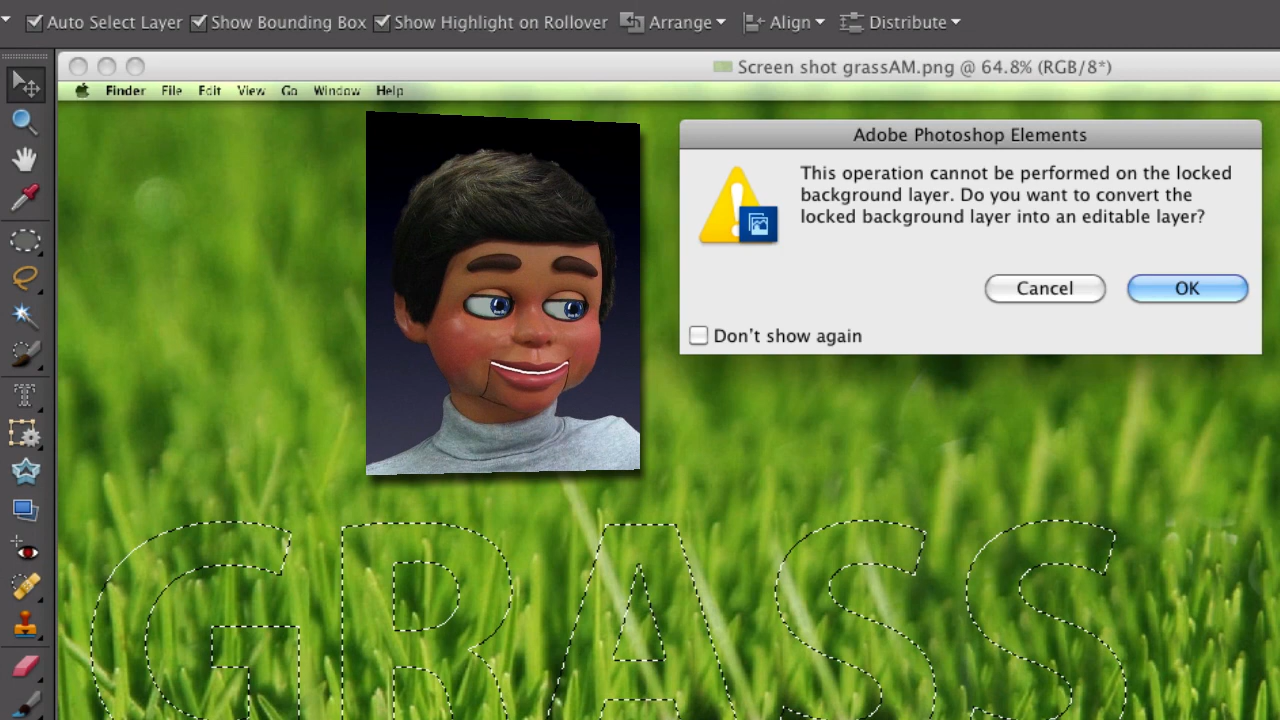 Auto Select Layer Show Bounding Box Show Highlight on Rollover Arrange Align Distribute
Screen shot grassAM.png @ 64.8% (RGB/8*)
Finder File Edit View Go Window Help
Adobe Photoshop Elements
This operation cannot be performed on the locked
background layer. Do you want to convert the
locked background layer into an editable layer?
Cancel OK
Don't show again
T
GRASS